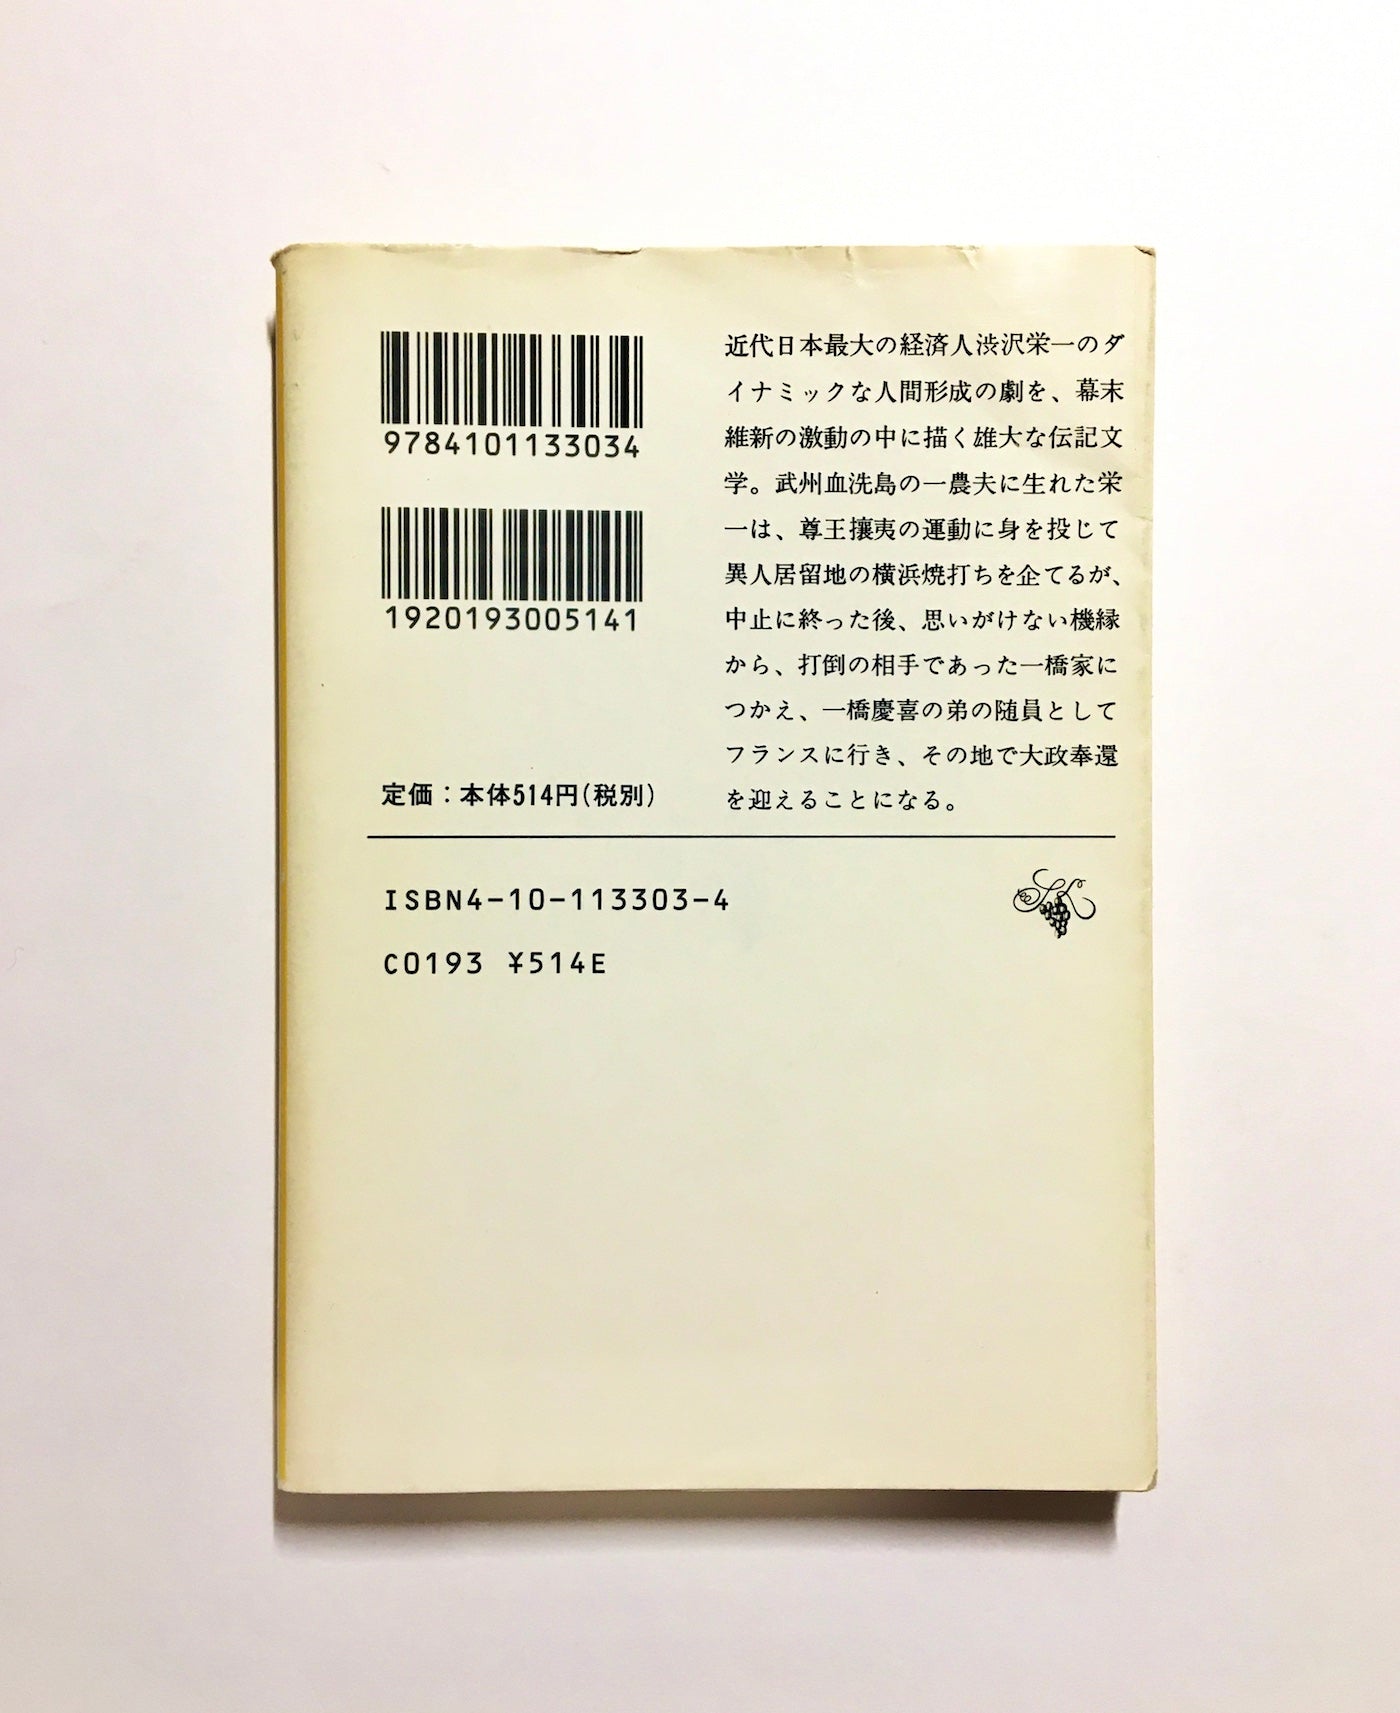 9784101133034
1920193005141
定価：本体514円（税別）
近代日本最大の経済人渋沢栄一のダ
イナミックな人間形成の劇を、幕末
維新の激動の中に描く雄大な伝記文
学。武州血洗島の一農夫に生れた栄
一は、尊王攘夷の運動に身を投じて
異人居留地の横浜焼打ちを企てるが、
中止に終った後、思いがけない機縁
から、打倒の相手であった一橋家に
つかえ、一橋慶喜の弟の随員として
フランスに行き、その地で大政奉還
を迎えることになる。
ISBN4-10-113303-4
C0193 ¥514E